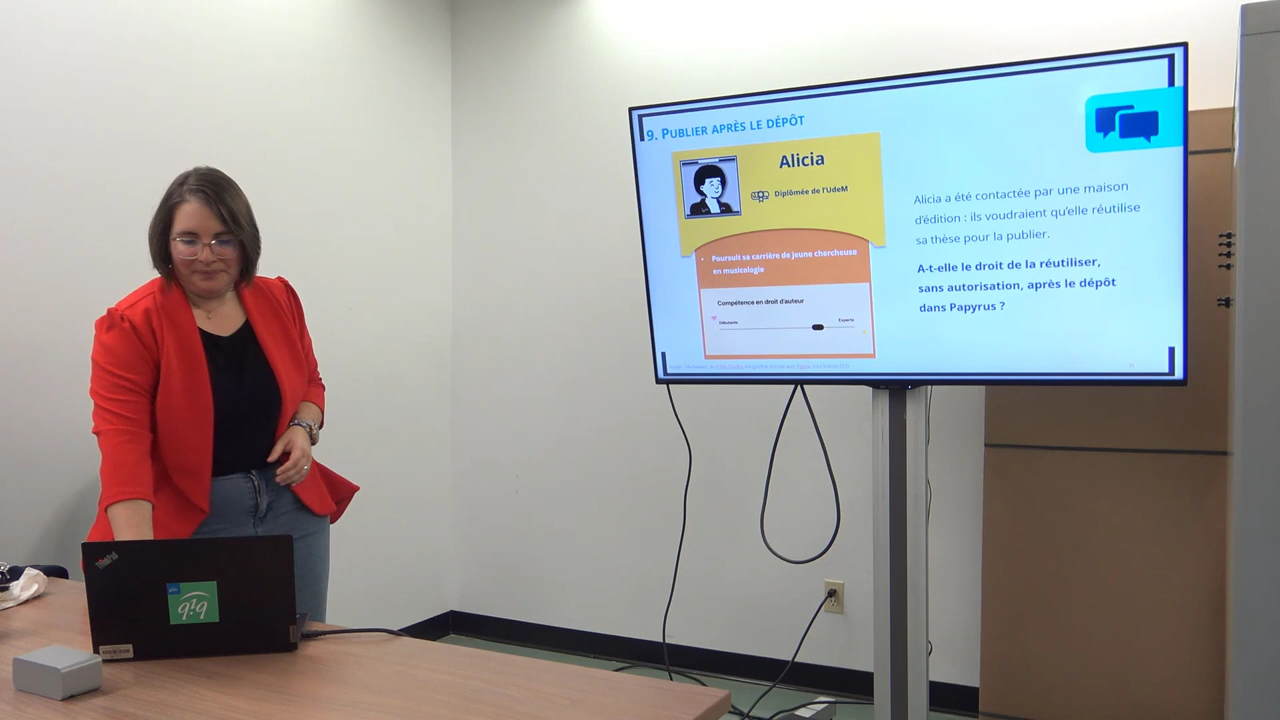 9. PUBLIER APRÈS LE DÉPÔT
Alicia
Diplômée de l'UdeM
• Poursuit sa carrière de jeune chercheuse
en musicologie
Compétence en droit d'auteur
Débutante
Experte
Alicia a été contactée par une maison
d'édition : ils voudraient qu'elle réutilise
sa thèse pour la publier.
A-t-elle le droit de la réutiliser,
sans autorisation, après le dépôt
dans Papyrus ?
ThinkPad
bib